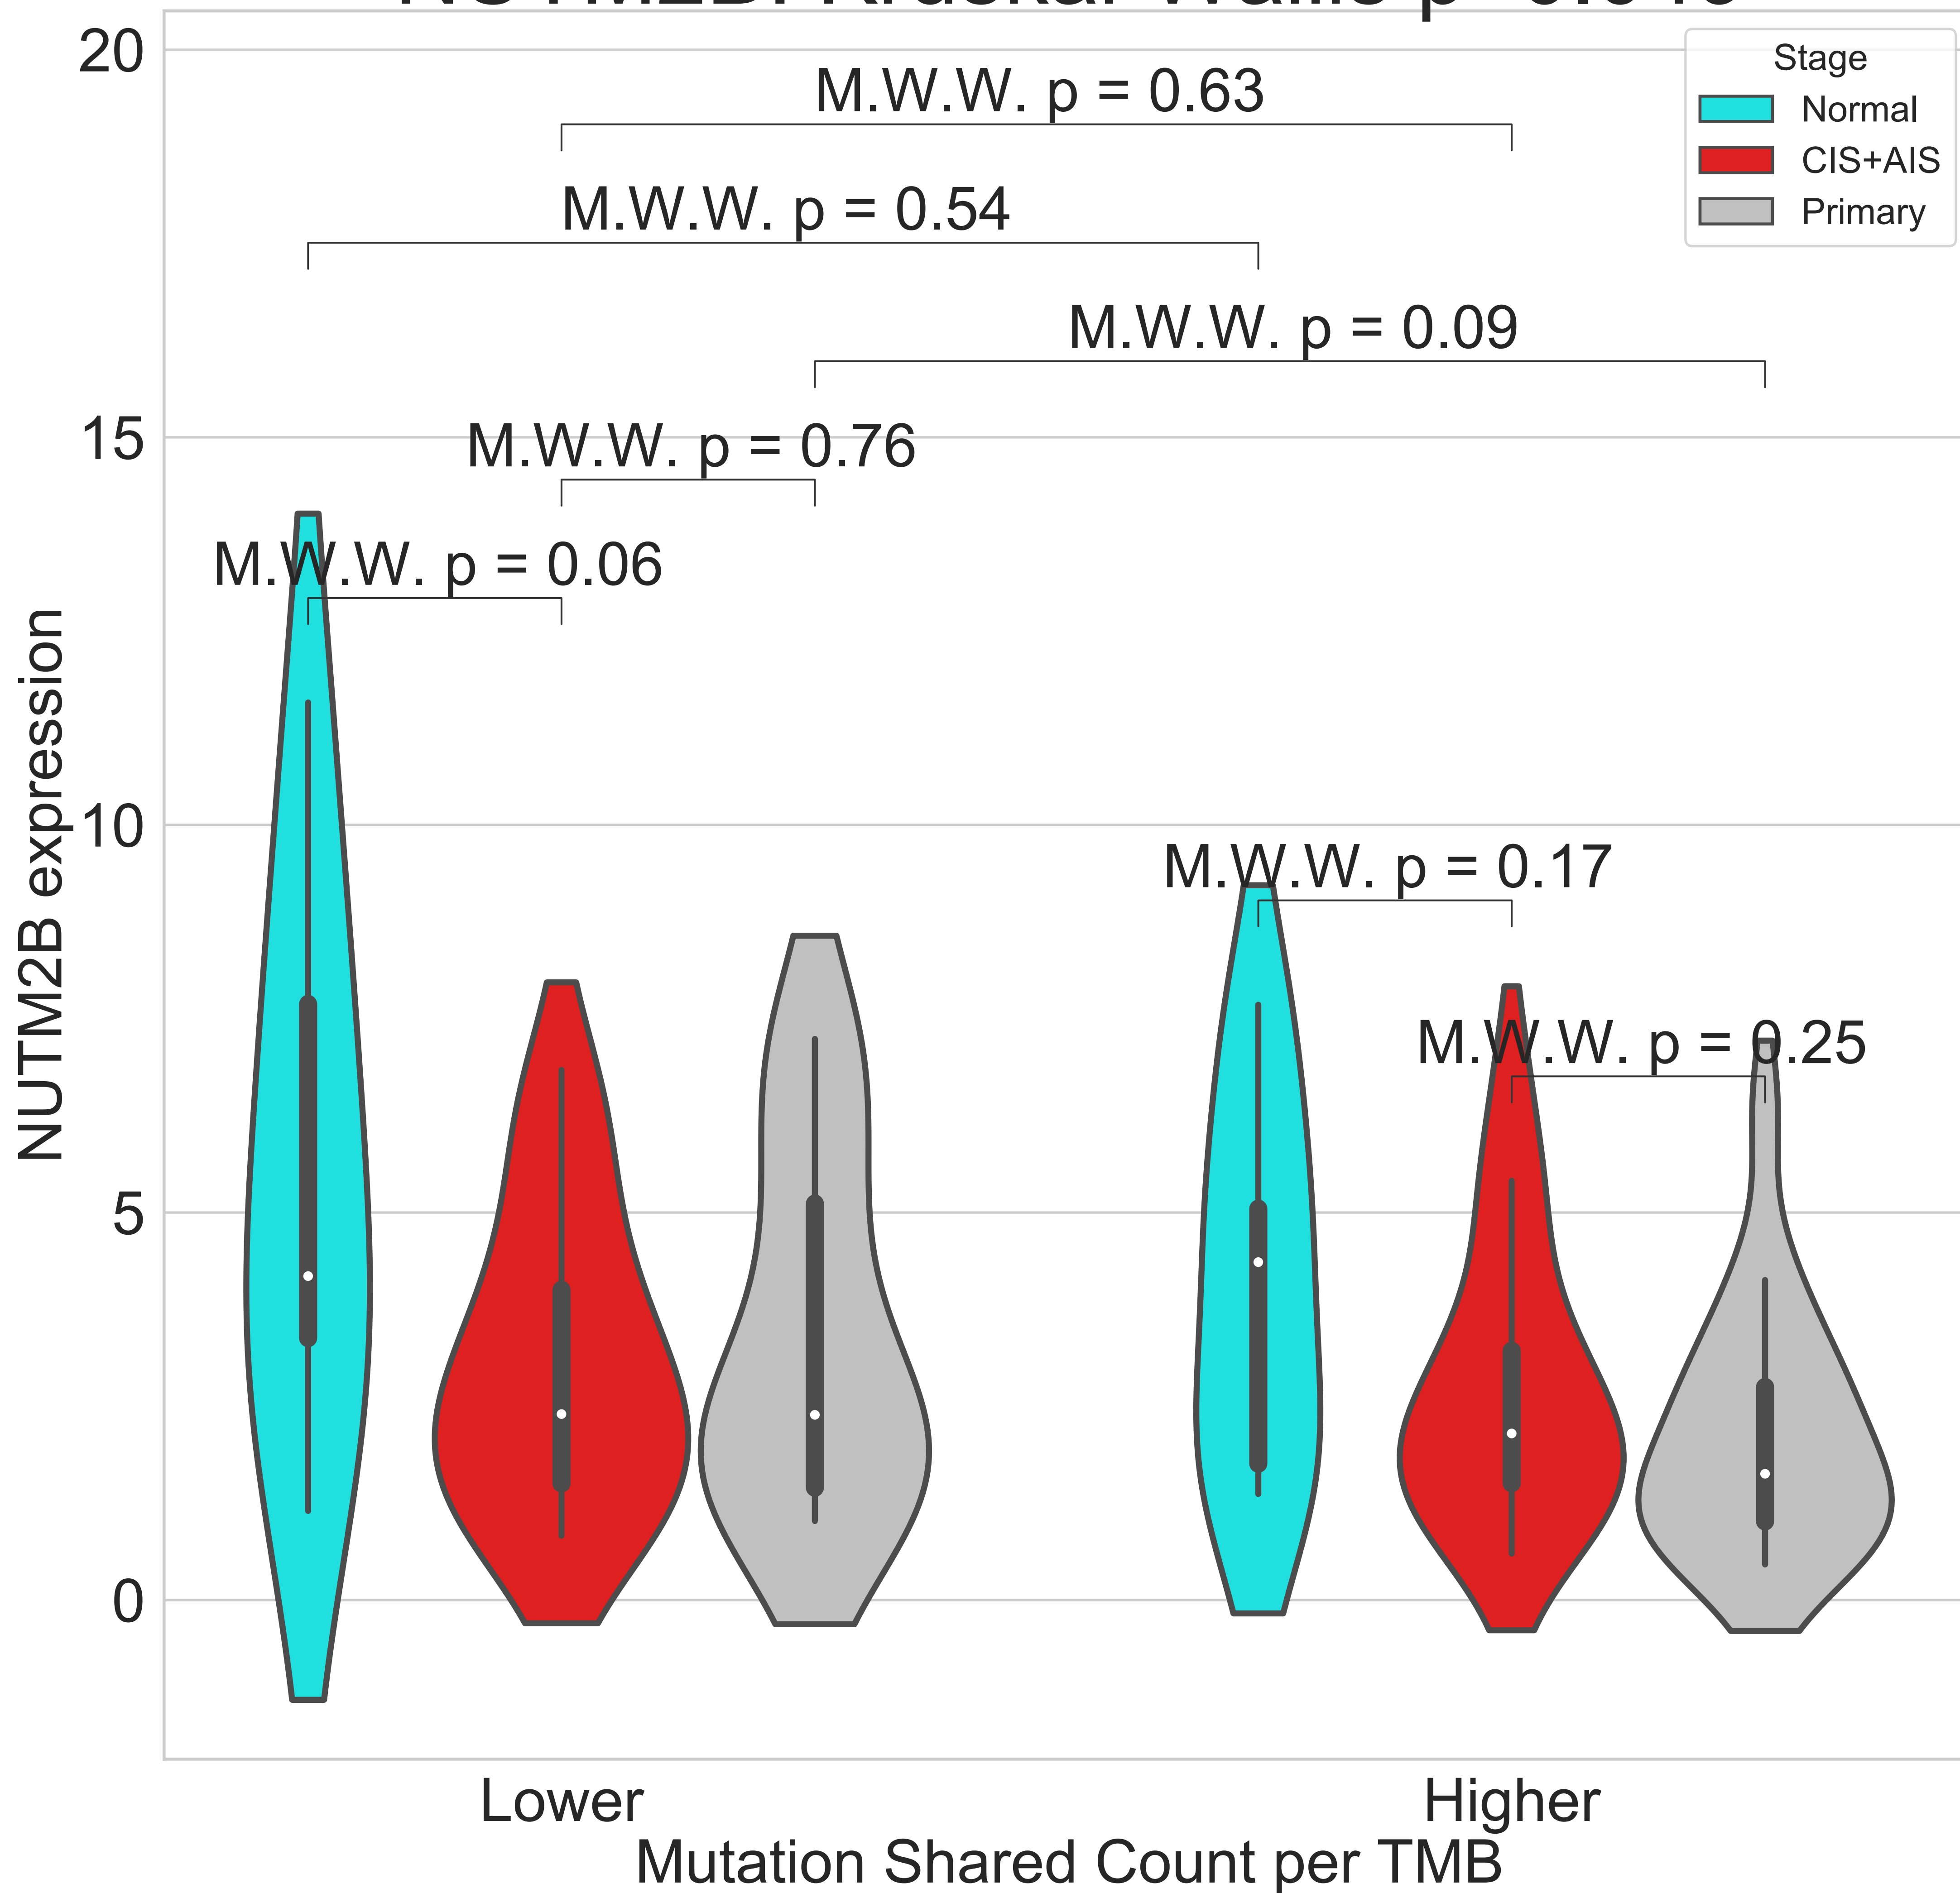 20
Stage
Normal
CIS+AIS
Primary
M.W.W. p = 0.63
M.W.W. p = 0.54
M.W.W. p = 0.09
15
M.W.W. p = 0.76
M.W.W. p = 0.06
NUTM2B expression
10
M.W.W. p = 0.17
M.W.W. p = 0.25
5
0
Lower
Higher
Mutation Shared Count per TMB